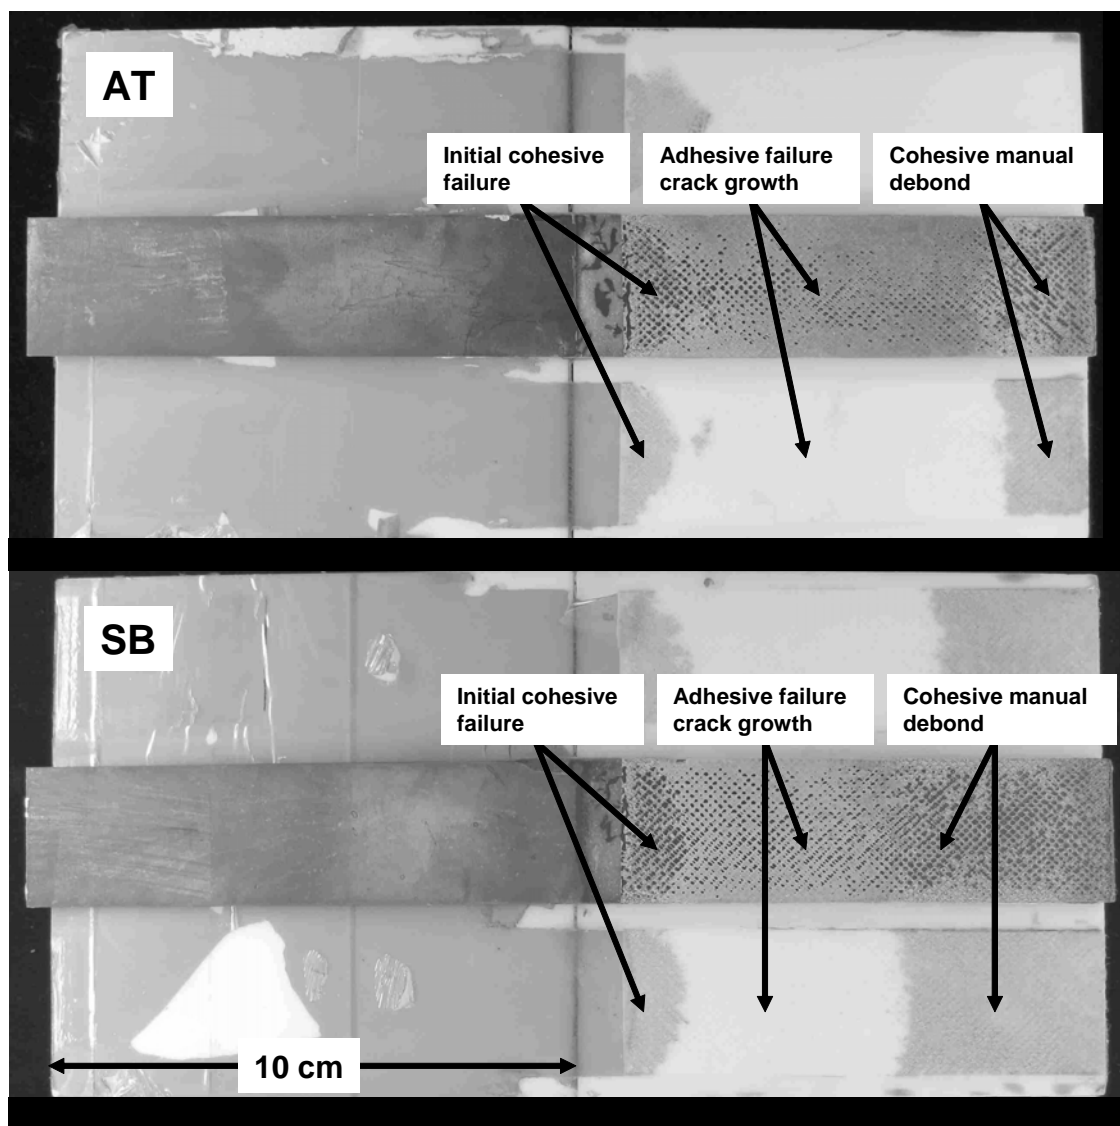 AT
Initial cohesive
failure
Adhesive failure
crack growth
Cohesive manual
debond
SB
Initial cohesive
failure
Adhesive failure
crack growth
Cohesive manual
debond
10 cm